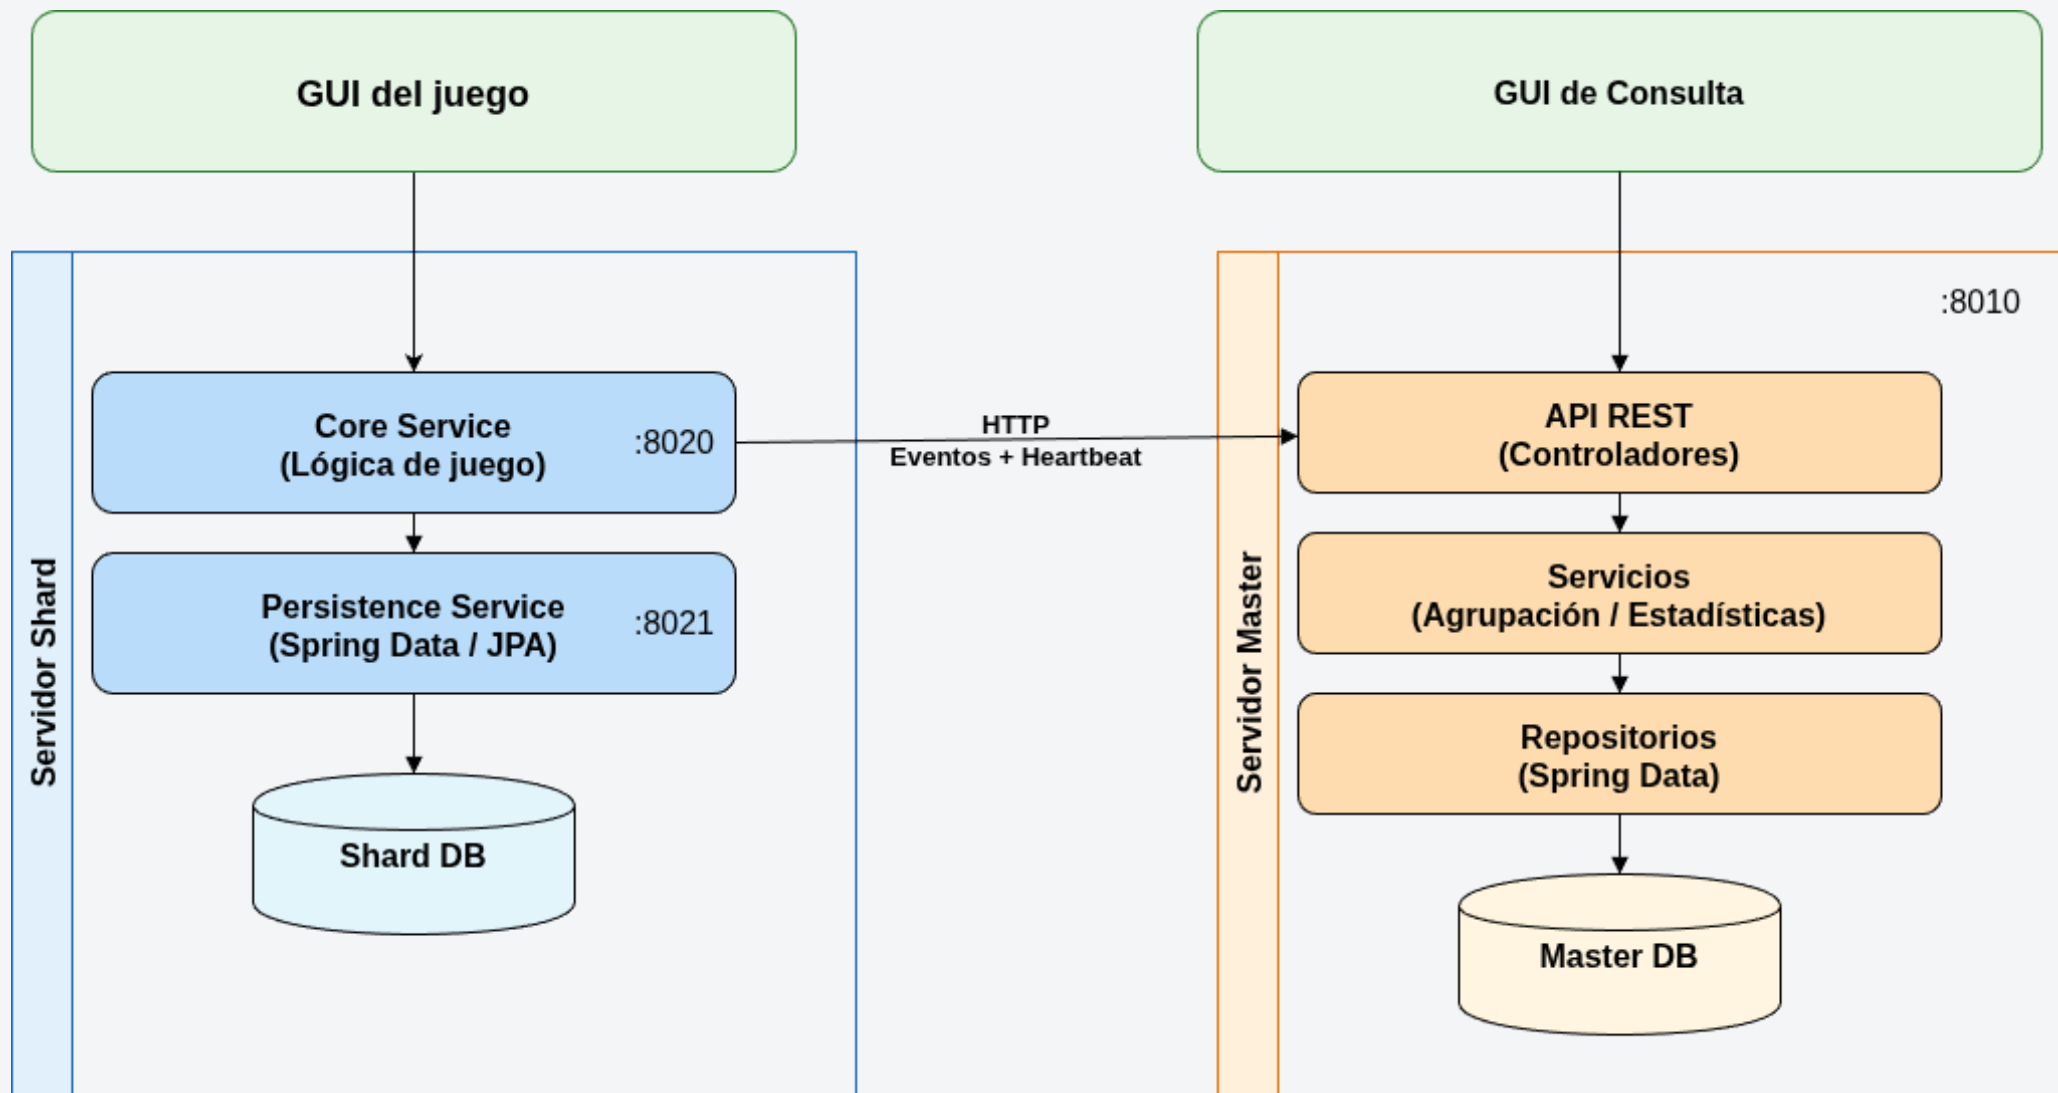 GUI del juego
GUI de Consulta
Servidor Shard
Core Service
(Lógica de juego)
:8020
Persistence Service
(Spring Data / JPA)
:8021
Shard DB
HTTP
Eventos + Heartbeat
Servidor Master
:8010
API REST
(Controladores)
Servicios
(Agrupación / Estadísticas)
Repositorios
(Spring Data)
Master DB